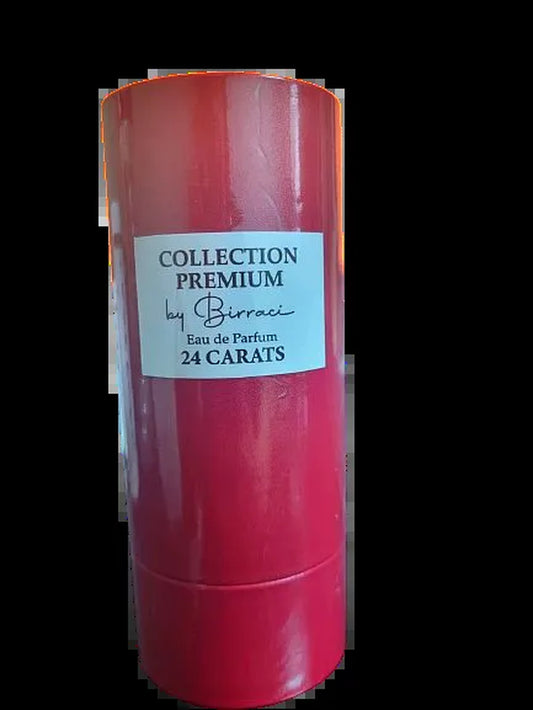 COLLECTION
PREMIUM
by Birraci
Eau de Parfum
24 CARATS